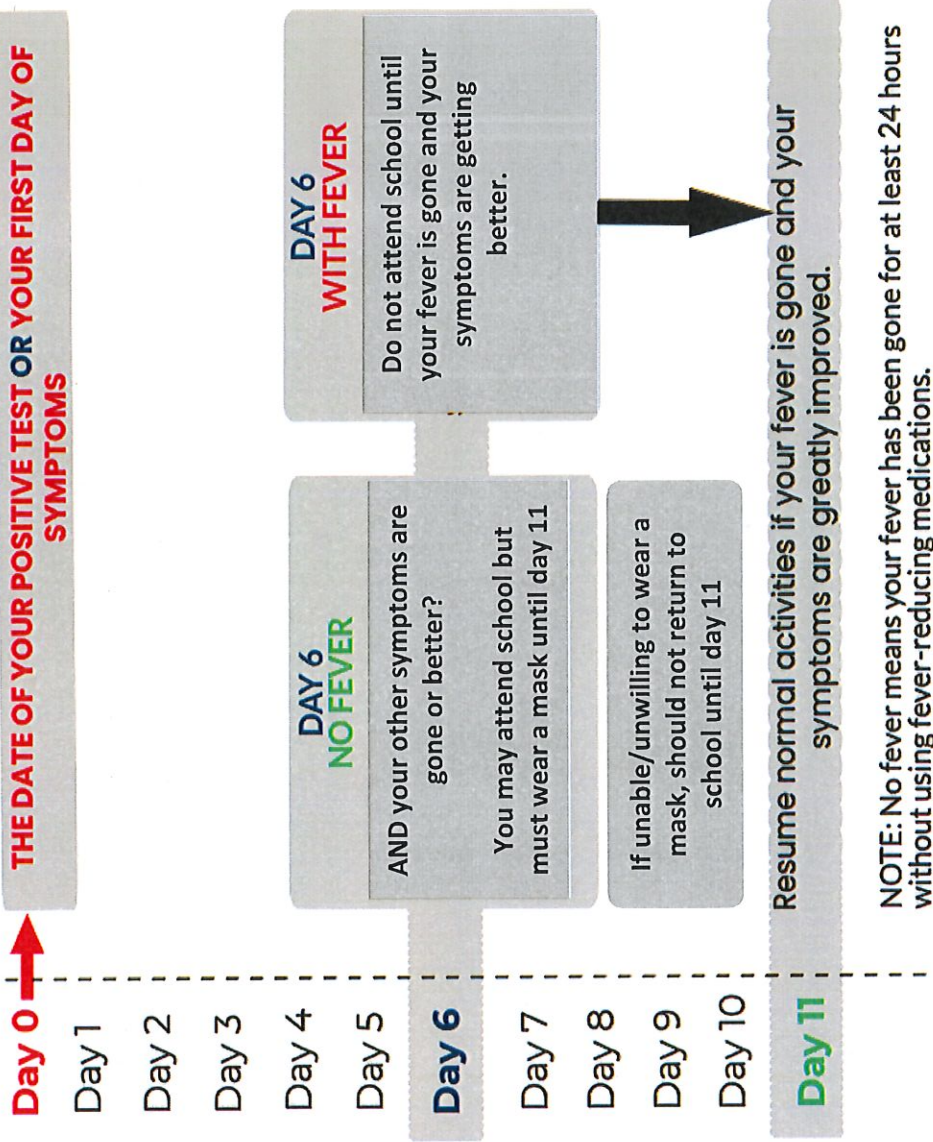 Day 0
THE DATE OF YOUR POSITIVE TEST OR YOUR FIRST DAY OF
SYMPTOMS
Day 1
Day 2
Day 3
Day 4
Day 5
Day 6
DAY 6
NO FEVER
AND your other symptoms are
gone or better?
You may attend school but
must wear a mask until day 11
DAY 6
WITH FEVER
Do not attend school until
your fever is gone and your
symptoms are getting
better.
Day 7
Day 8
Day 9
Day 10
If unable/unwilling to wear a
mask, should not return to
school until day 11
Day 11
Resume normal activities if your fever is gone and your
symptoms are greatly improved.
NOTE: No fever means your fever has been gone for at least 24 hours
without using fever-reducing medications.